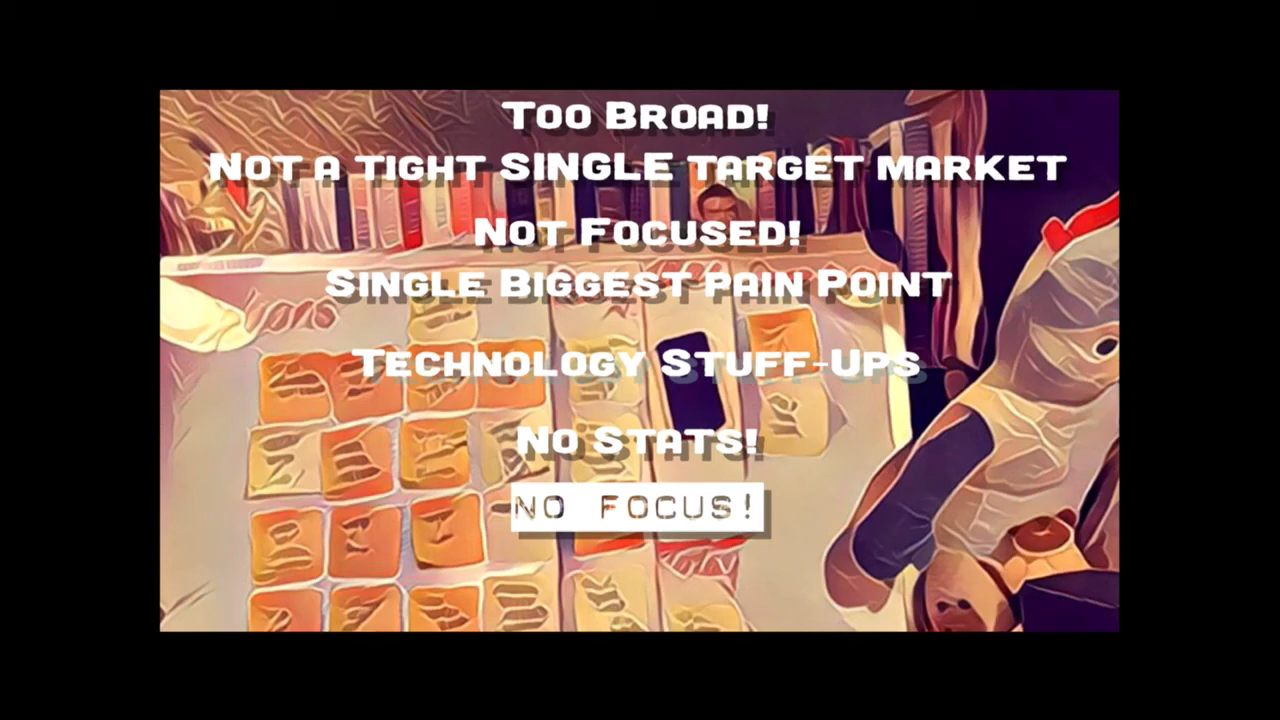 Too Broad!
Not a tight SINGLE target market
Not Focused!
Single Biggest pain Point
Technology Stuff-Ups
No Stats!
NO FOCUS!